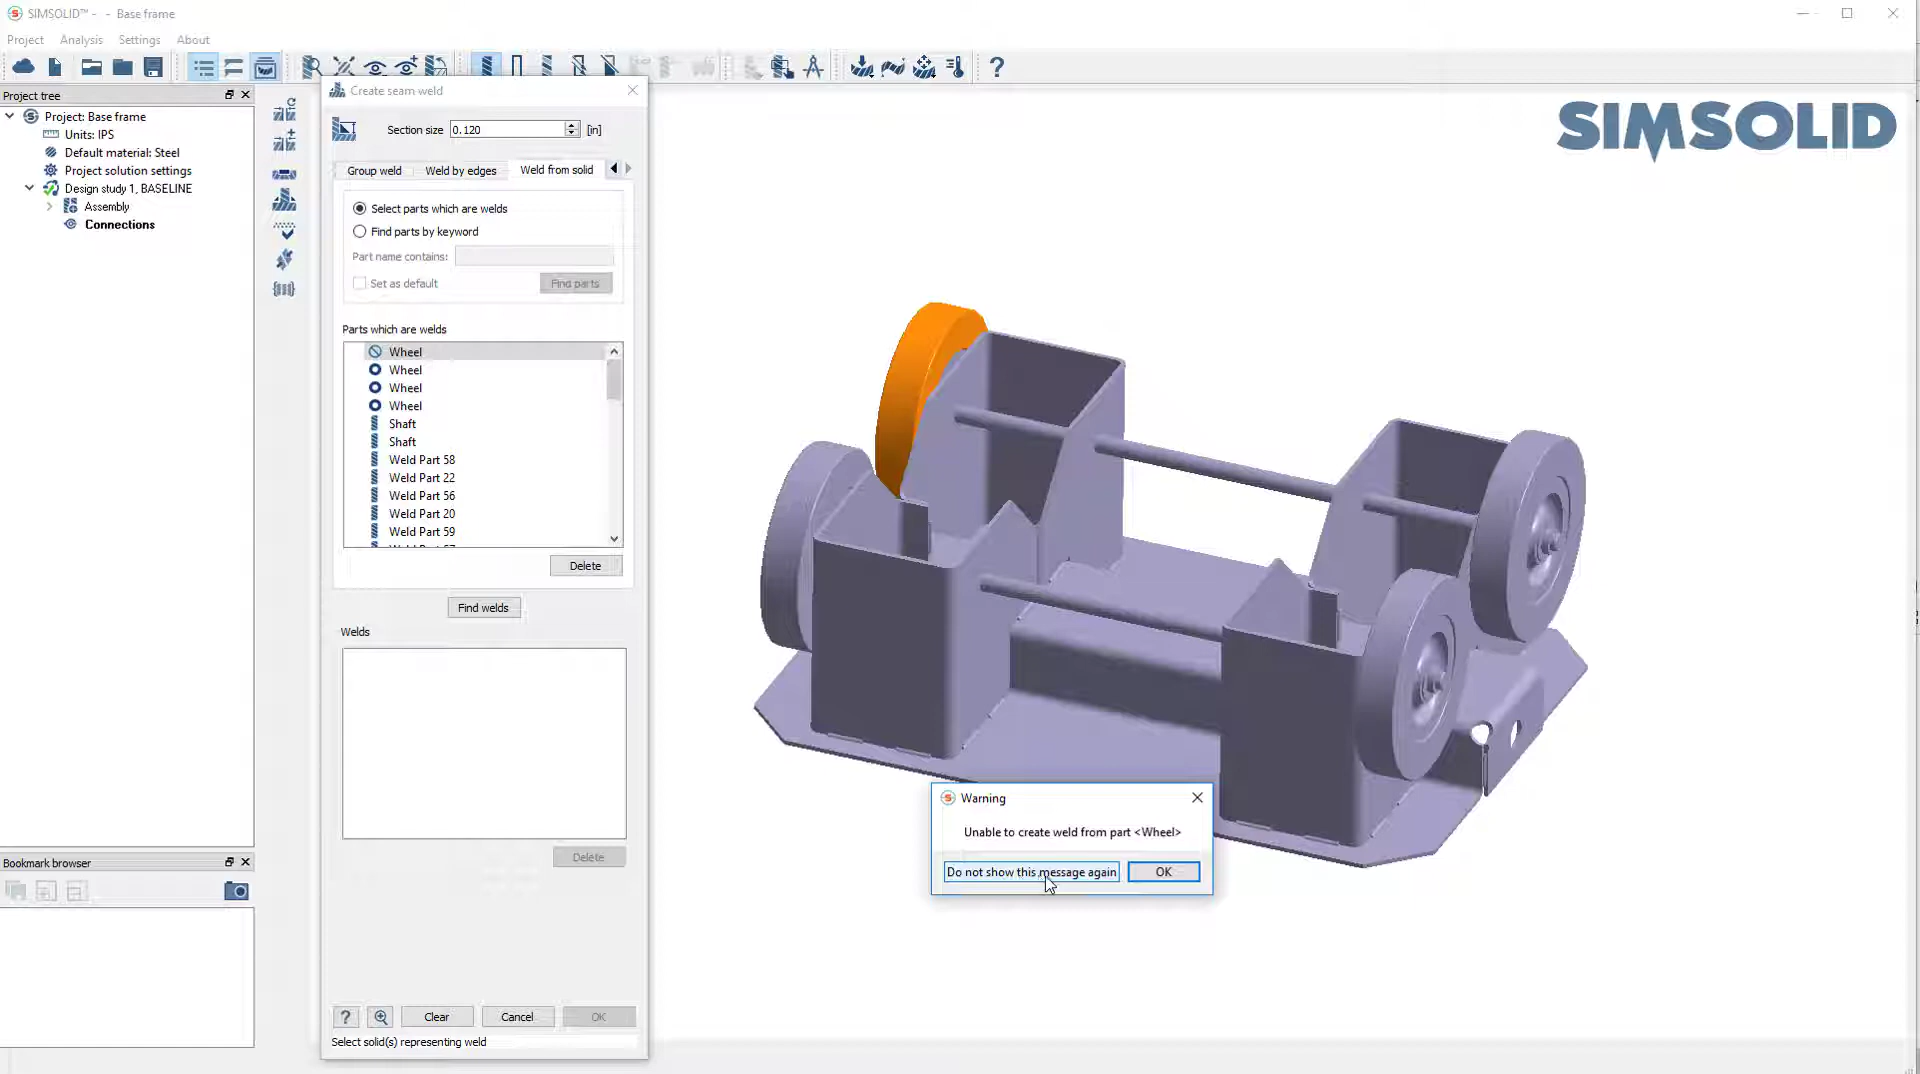 SIMSOLID™ - - Base frame
Project Analysis Settings About
Project tree
Project: Base frame
Units: IPS
Default material: Steel
Project solution settings
Design study 1, BASELINE
Assembly
Connections
Bookmark browser
Create seam weld
Section size 0.120 [in]
Group weld Weld by edges Weld from solid
Select parts which are welds
Find parts by keyword
Part name contains:
Set as default Find parts
Parts which are welds
Wheel
Wheel
Wheel
Wheel
Shaft
Shaft
Weld Part 58
Weld Part 22
Weld Part 56
Weld Part 20
Weld Part 59
Delete
Find welds
Welds
Delete
? Clear Cancel OK
Select solid(s) representing weld
SIMSOLID
Warning
Unable to create weld from part <Wheel>
Do not show this message again OK